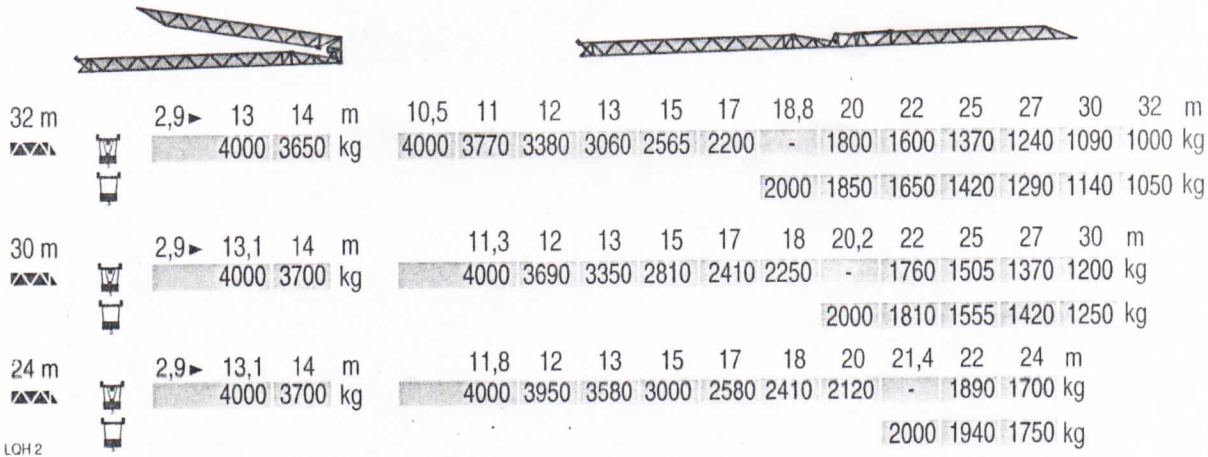 32 m 2,9 ► 13 14 m 10,5 11 12 13 15 17 18,8 20 22 25 27 30 32 m
4000 3650 kg 4000 3770 3380 3060 2565 2200 - 1800 1600 1370 1240 1090 1000 kg
2000 1850 1650 1420 1290 1140 1050 kg
30 m 2,9 ► 13,1 14 m 11,3 12 13 15 17 18 20,2 22 25 27 30 m
4000 3700 kg 4000 3690 3350 2810 2410 2250 - 1760 1505 1370 1200 kg
2000 1810 1555 1420 1250 kg
24 m 2,9 ► 13,1 14 m 11,8 12 13 15 17 18 20 21,4 22 24 m
4000 3700 kg 4000 3950 3580 3000 2580 2410 2120 - 1890 1700 kg
2000 1940 1750 kg
LQH 2